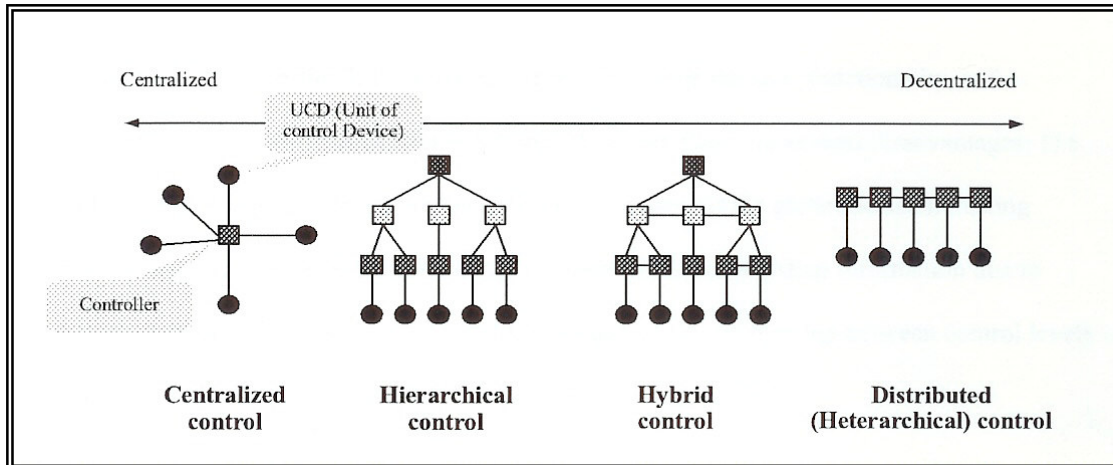 Centralized
Decentralized
UCD (Unit of
control Device)
Controller
Centralized
control
Hierarchical
control
Hybrid
control
Distributed
(Heterarchical) control